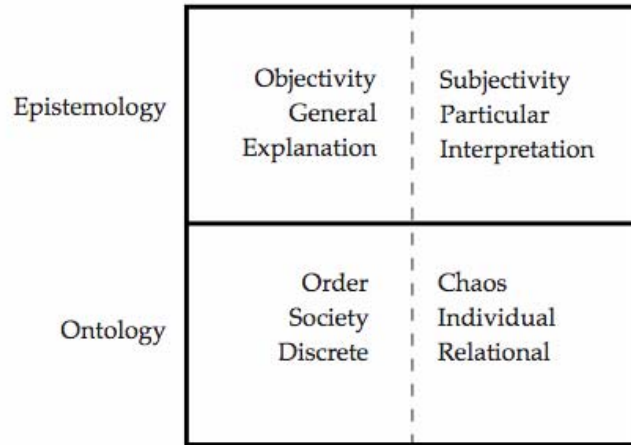 Epistemology
Objectivity Subjectivity
General Particular
Explanation Interpretation
Ontology
Order Chaos
Society Individual
Discrete Relational